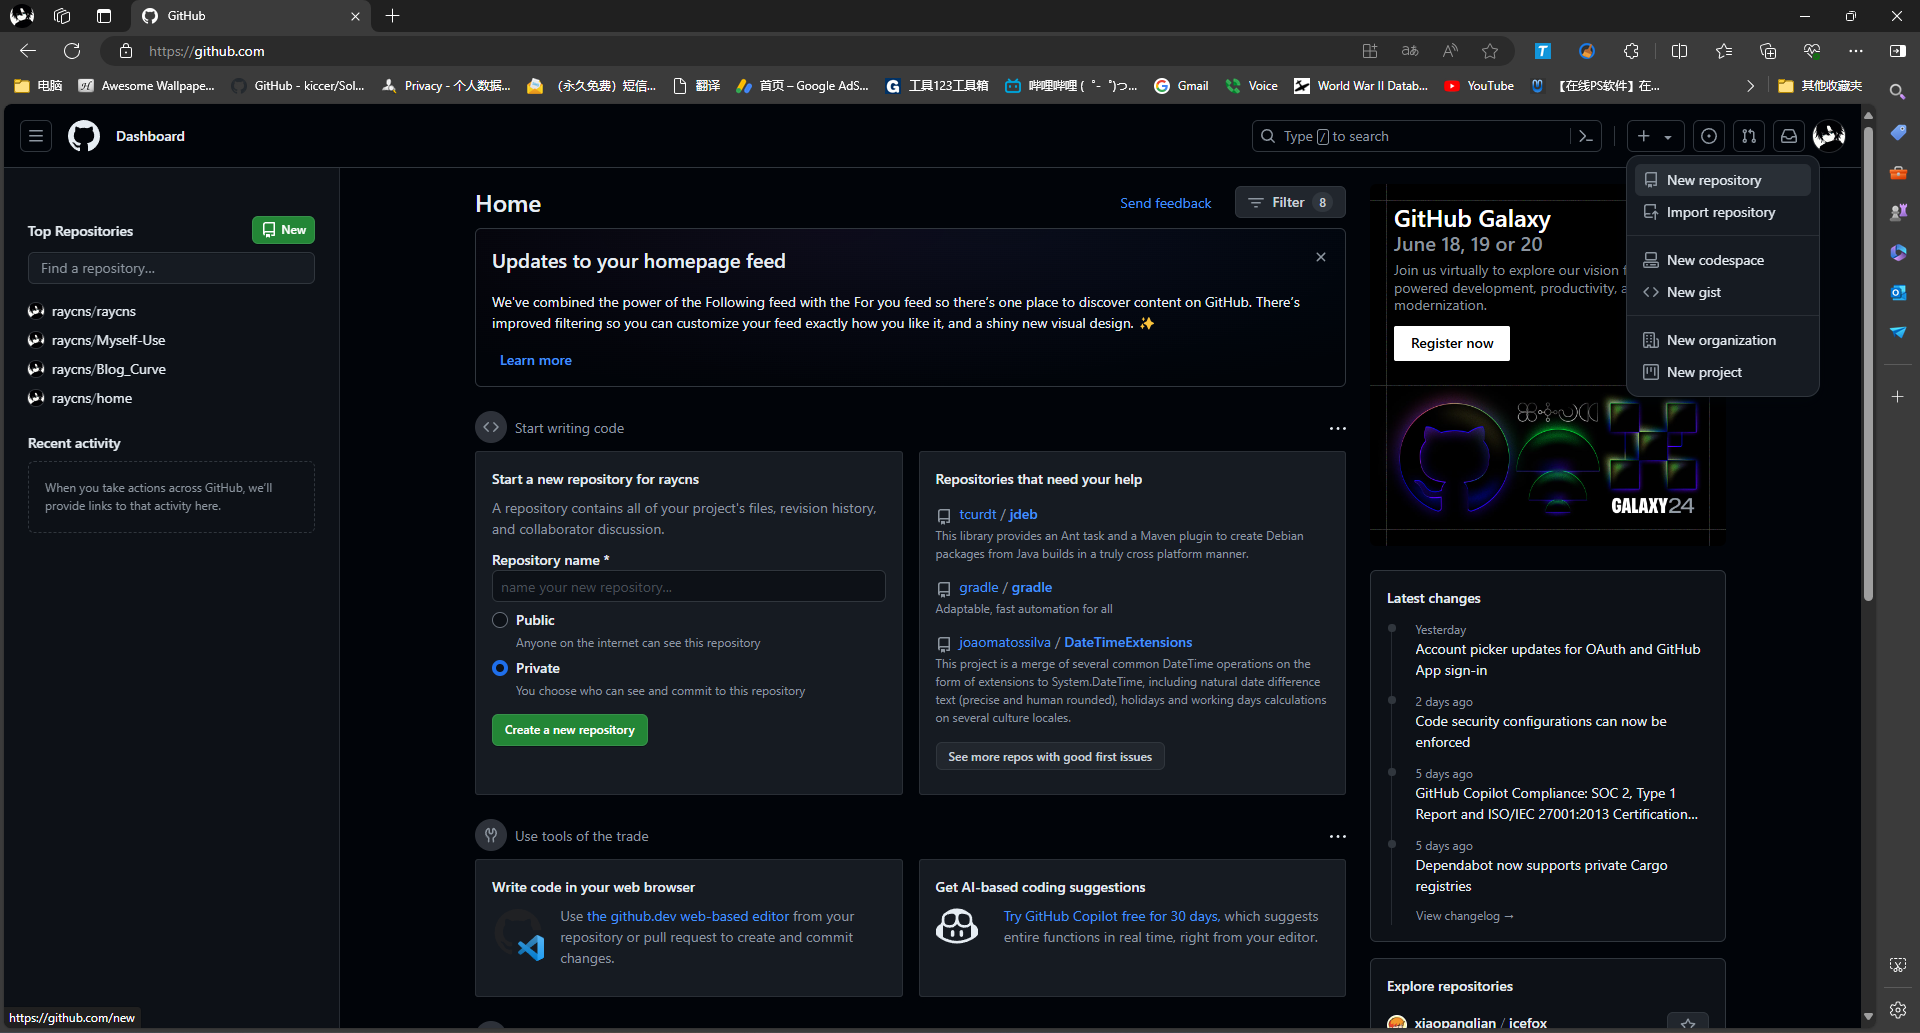 GitHub
https://github.com
电脑
Awesome Wallpape...
GitHub - kiccer/Sol...
Privacy - 个人数据...
（永久免费）短信...
翻译
首页 – Google AdS...
工具123工具箱
哔哩哔哩 (゜-゜)つ...
Gmail
Voice
World War II Datab...
YouTube
【在线PS软件】在...
其他收藏夹
Dashboard
Type / to search
New repository
Import repository
New codespace
New gist
New organization
New project
Top Repositories
New
Find a repository...
raycns/raycns
raycns/Myself-Use
raycns/Blog_Curve
raycns/home
Recent activity
When you take actions across GitHub, we'll
provide links to that activity here.
Home
Send feedback
Filter 8
Updates to your homepage feed
We've combined the power of the Following feed with the For you feed so there's one place to discover content on GitHub. There's
improved filtering so you can customize your feed exactly how you like it, and a shiny new visual design. ✨
Learn more
Start writing code
Start a new repository for raycns
A repository contains all of your project's files, revision history,
and collaborator discussion.
Repository name *
name your new repository...
Public
Anyone on the internet can see this repository
Private
You choose who can see and commit to this repository
Create a new repository
Repositories that need your help
tcurdt / jdeb
This library provides an Ant task and a Maven plugin to create Debian
packages from Java builds in a truly cross platform manner.
gradle / gradle
Adaptable, fast automation for all
joaomatossilva / DateTimeExtensions
This project is a merge of several common DateTime operations on the
form of extensions to System.DateTime, including natural date difference
text (precise and human rounded), holidays and working days calculations
on several culture locales.
See more repos with good first issues
Use tools of the trade
Write code in your web browser
Use the github.dev web-based editor from your
repository or pull request to create and commit
changes.
Get AI-based coding suggestions
Try GitHub Copilot free for 30 days, which suggests
entire functions in real time, right from your editor.
GitHub Galaxy
June 18, 19 or 20
Join us virtually to explore our vision
powered development, productivity,
modernization.
Register now
GALAXY24
Latest changes
Yesterday
Account picker updates for OAuth and GitHub
App sign-in
2 days ago
Code security configurations can now be
enforced
5 days ago
GitHub Copilot Compliance: SOC 2, Type 1
Report and ISO/IEC 27001:2013 Certification...
5 days ago
Dependabot now supports private Cargo
registries
View changelog →
Explore repositories
xiaopanglian / icefox
https://github.com/new